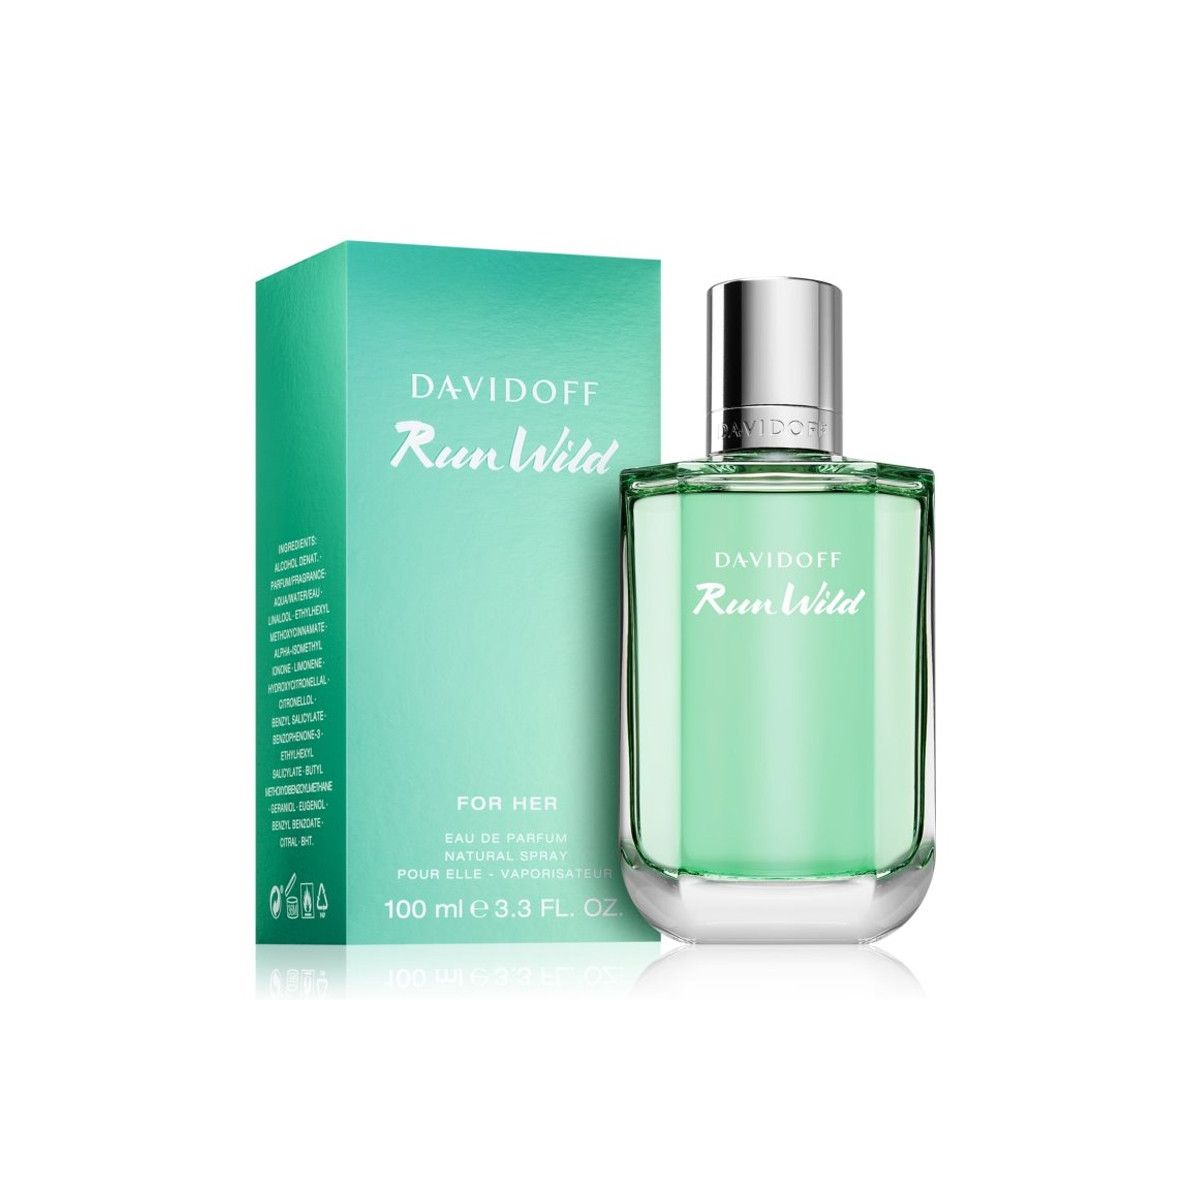 DAVIDOFF
Run Wild
FOR HER
EAU DE PARFUM
NATURAL SPRAY
POUR ELLE - VAPORISATEUR
100 ml e 3.3 FL. OZ.
INGREDIENTS:
ALCOHOL DENAT. ·
PARFUM/FRAGRANCE ·
AQUA/WATER/EAU ·
LINALOOL · ETHYLHEXYL
METHOXYCINNAMATE ·
ALPHA-ISOMETHYL
IONONE · LIMONENE ·
HYDROXYCITRONELLAL ·
CITRONELLOL ·
BENZYL SALICYLATE ·
BENZOPHENONE-3 ·
ETHYLHEXYL
SALICYLATE · BUTYL
METHOXYDIBENZOYLMETHANE
· GERANIOL · EUGENOL ·
BENZYL BENZOATE ·
CITRAL · BHT.
DAVIDOFF
DAVIDOFF
Run Wild